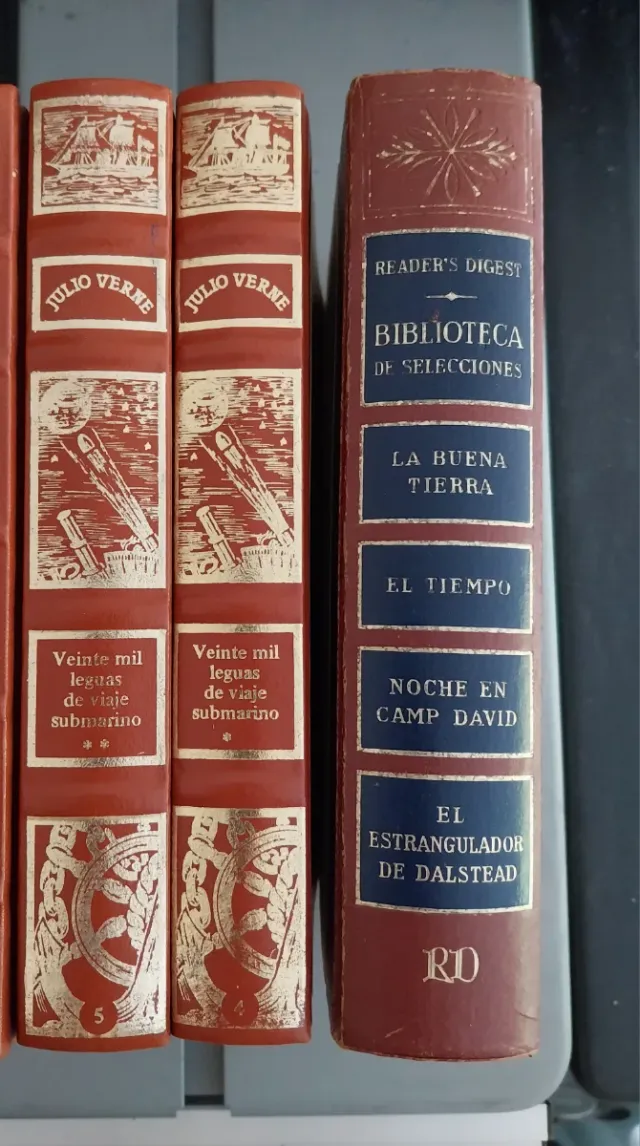 JULIO VERNE
Veinte mil
leguas
de viaje
submarino
* *
5
JULIO VERNE
Veinte mil
leguas
de viaje
submarino
*
4
READER'S DIGEST
BIBLIOTECA
DE SELECCIONES
LA BUENA
TIERRA
EL TIEMPO
NOCHE EN
CAMP DAVID
EL
ESTRANGULADOR
DE DALSTEAD
RD